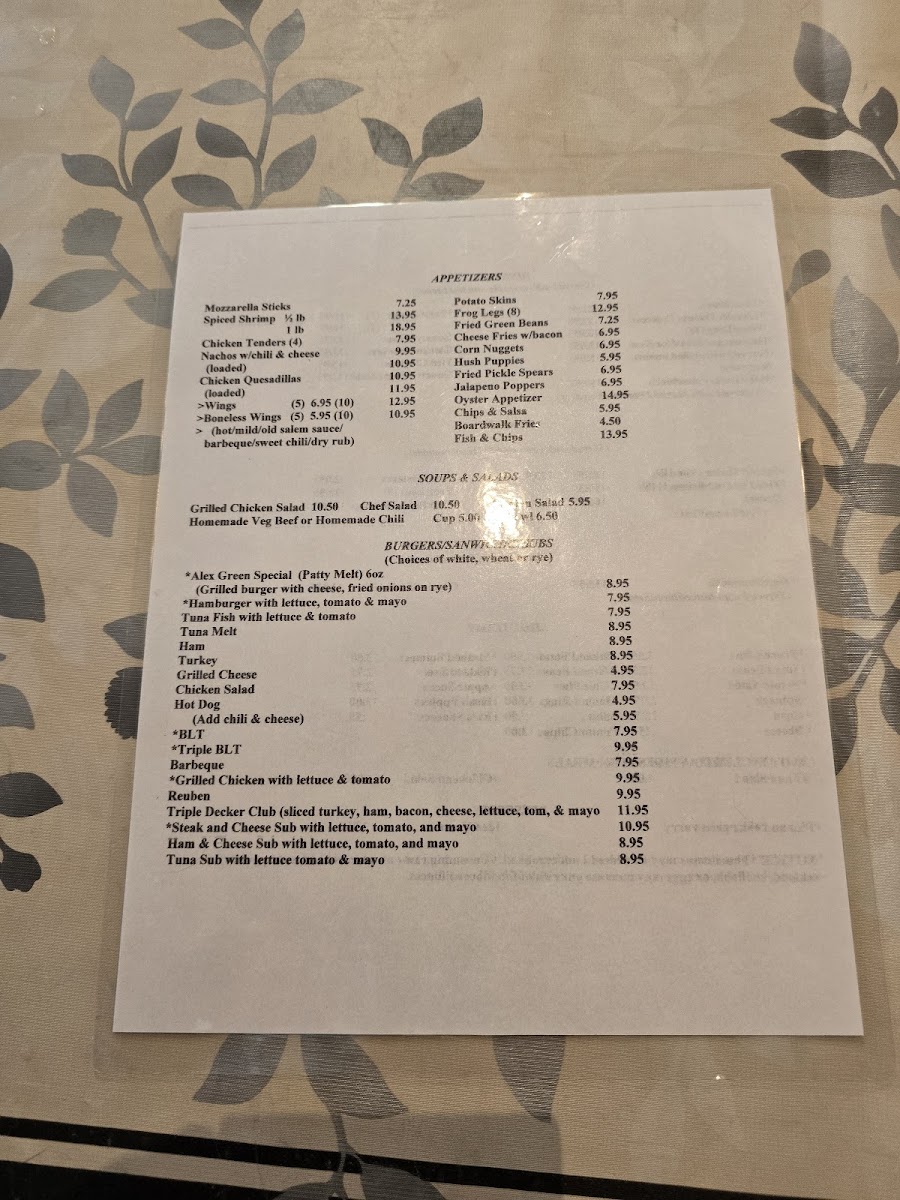 APPETIZERS
Mozzarella Sticks 7.25
Spiced Shrimp ½ lb 13.95
1 lb 18.95
Chicken Tenders (4) 7.95
Nachos w/chili & cheese 9.95
(loaded) 10.95
Chicken Quesadillas 10.95
(loaded) 11.95
>Wings (5) 6.95 (10) 12.95
>Boneless Wings (5) 5.95 (10) 10.95
> (hot/mild/old salem sauce/
barbeque/sweet chili/dry rub)
Potato Skins 7.95
Frog Legs (8) 12.95
Fried Green Beans 7.25
Cheese Fries w/bacon 6.95
Corn Nuggets 6.95
Hush Puppies 5.95
Fried Pickle Spears 6.95
Jalapeno Poppers 6.95
Oyster Appetizer 14.95
Chips & Salsa 5.95
Boardwalk Fries 4.50
Fish & Chips 13.95
SOUPS & SALADS
Grilled Chicken Salad 10.50 Chef Salad 10.50 Salad 5.95
Homemade Veg Beef or Homemade Chili Cup 5.00 6.50
(Choices of white, wheat or rye)
*Alex Green Special (Patty Melt) 6oz
(Grilled burger with cheese, fried onions on rye) 8.95
*Hamburger with lettuce, tomato & mayo 7.95
Tuna Fish with lettuce & tomato 7.95
Tuna Melt 8.95
Ham 8.95
Turkey 8.95
Grilled Cheese 4.95
Chicken Salad 7.95
Hot Dog 4.95
(Add chili & cheese) 5.95
*BLT 7.95
*Triple BLT 9.95
Barbeque 7.95
*Grilled Chicken with lettuce & tomato 9.95
Reuben 9.95
Triple Decker Club (sliced turkey, ham, bacon, cheese, lettuce, tom, & mayo 11.95
*Steak and Cheese Sub with lettuce, tomato, and mayo 10.95
Ham & Cheese Sub with lettuce, tomato, and mayo 8.95
Tuna Sub with lettuce tomato & mayo 8.95